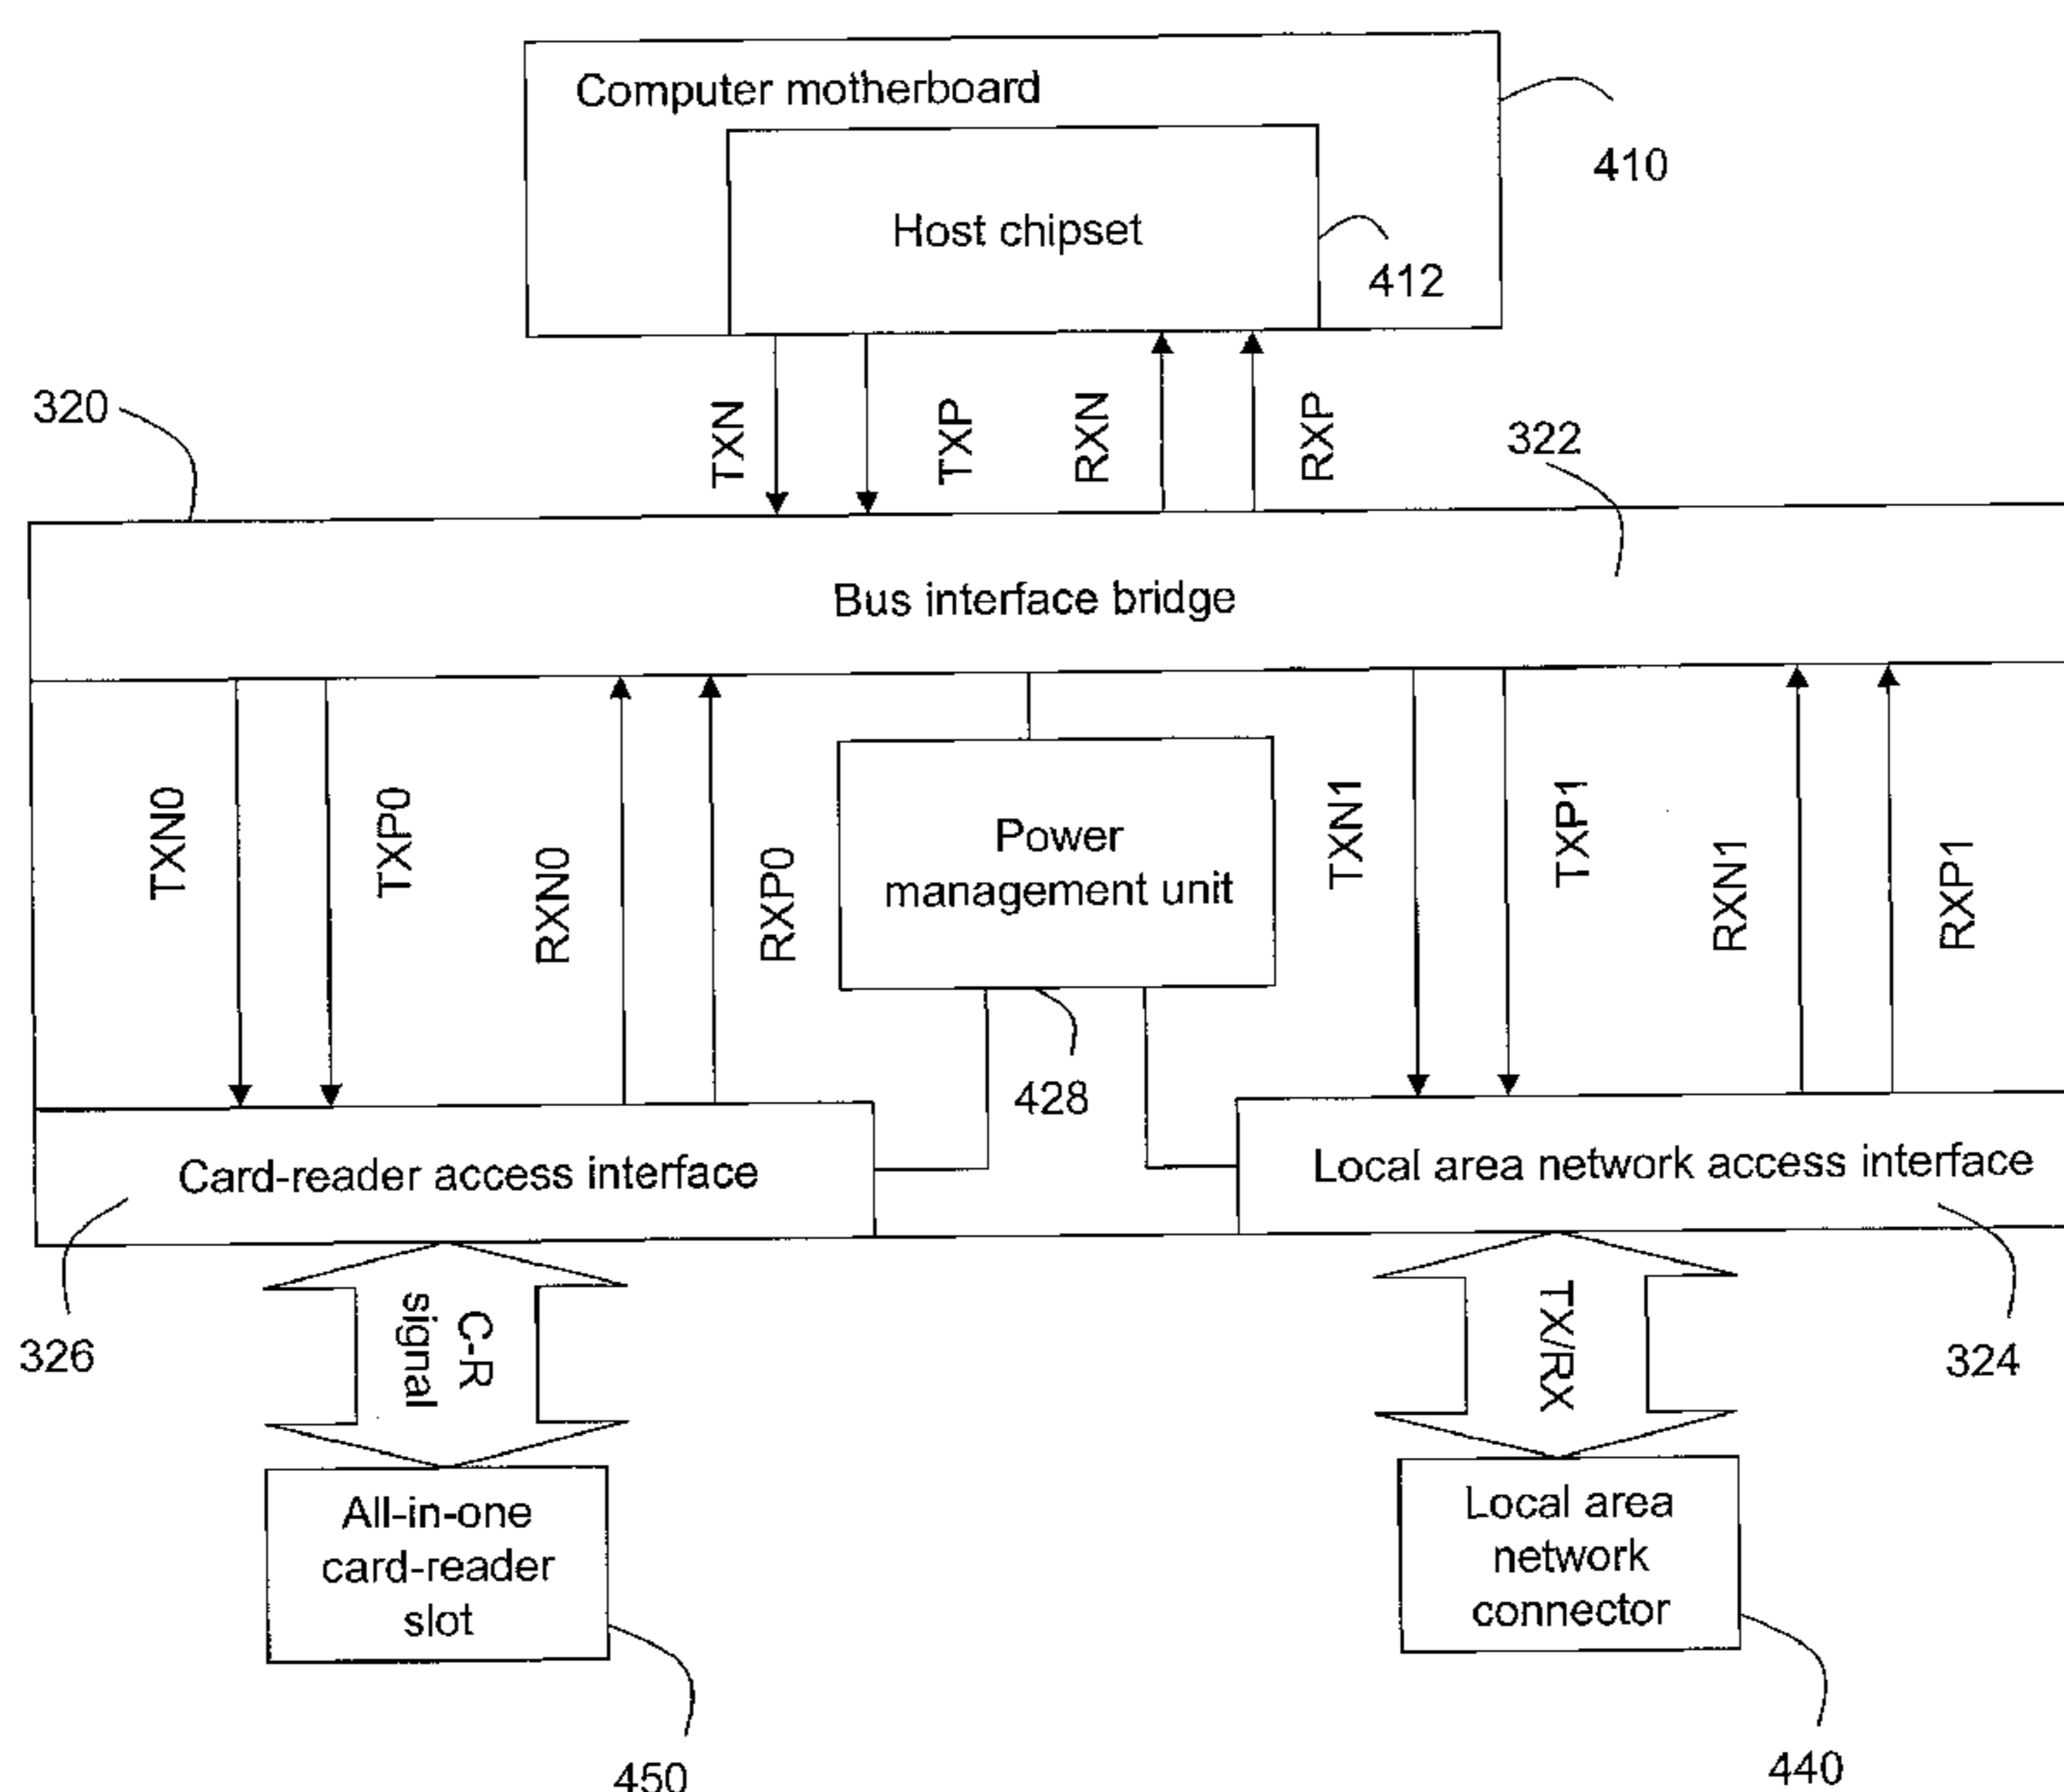 Computer motherboard
410
Host chipset
412
320
TXN
TXP
RXN
RXP
322
Bus interface bridge
TXN0
TXP0
RXN0
RXP0
Power
management unit
TXN1
TXP1
RXN1
RXP1
428
Card-reader access interface
Local area network access interface
326
C-R
signal
TX/RX
324
All-in-one
card-reader
slot
Local area
network
connector
450
440